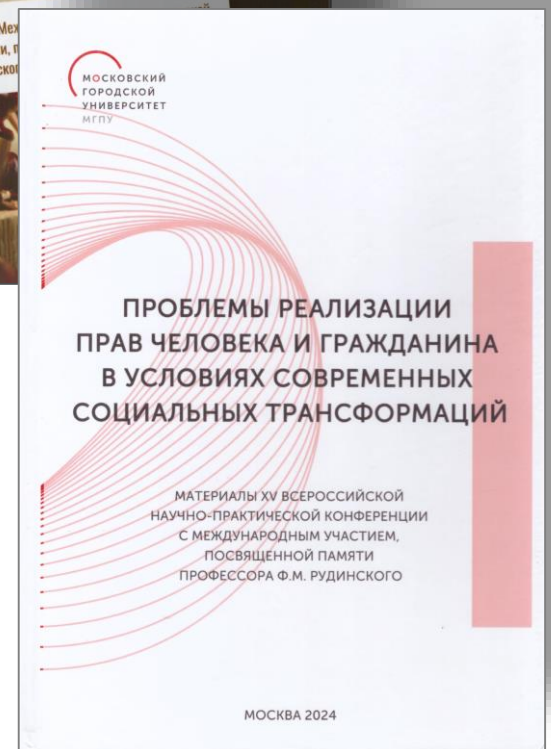 МОСКОВСКИЙ
ГОРОДСКОЙ
УНИВЕРСИТЕТ
МГПУ
ПРОБЛЕМЫ РЕАЛИЗАЦИИ
ПРАВ ЧЕЛОВЕКА И ГРАЖДАНИНА
В УСЛОВИЯХ СОВРЕМЕННЫХ
СОЦИАЛЬНЫХ ТРАНСФОРМАЦИЙ
МАТЕРИАЛЫ XV ВСЕРОССИЙСКОЙ
НАУЧНО-ПРАКТИЧЕСКОЙ КОНФЕРЕНЦИИ
С МЕЖДУНАРОДНЫМ УЧАСТИЕМ,
ПОСВЯЩЕННОЙ ПАМЯТИ
ПРОФЕССОРА Ф.М. РУДИНСКОГО
МОСКВА 2024